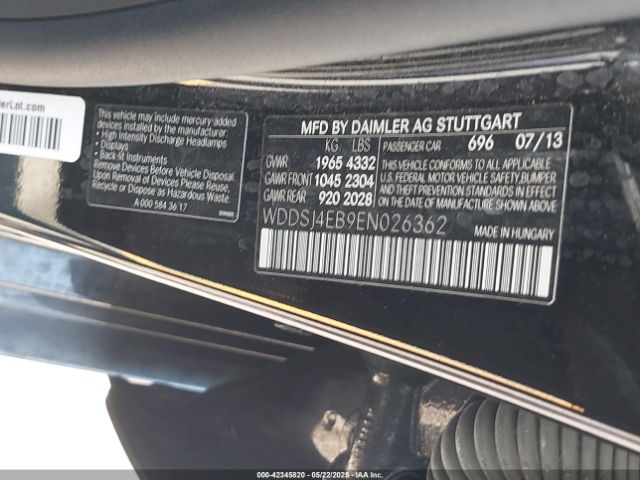 derLot.com
This vehicle may include mercury-added
devices installed by the manufacturer:
- High Intensity Discharge Headlamps
- Displays
- Back-lit Instruments
Remove Devices Before Vehicle Disposal.
Upon Removal of Devices Please Reuse,
Recycle or Dispose as Hazardous Waste.
A 000 584 36 17
MFD BY DAIMLER AG STUTTGART
KG LBS PASSENGER CAR 696 07/13
GVWR 1965 4332
GAWR FRONT 1045 2304
GAWR REAR 920 2028
THIS VEHICLE CONFORMS TO ALL APPLICABLE
U.S. FEDERAL MOTOR VEHICLE SAFETY, BUMPER
AND THEFT PREVENTION STANDARDS IN EFFECT
ON THE DATE OF MANUFACTURE SHOWN ABOVE.
WDDSJ4EB9EN026362
MADE IN HUNGARY
000-42345820 - 05/22/2025 - IAA Inc.